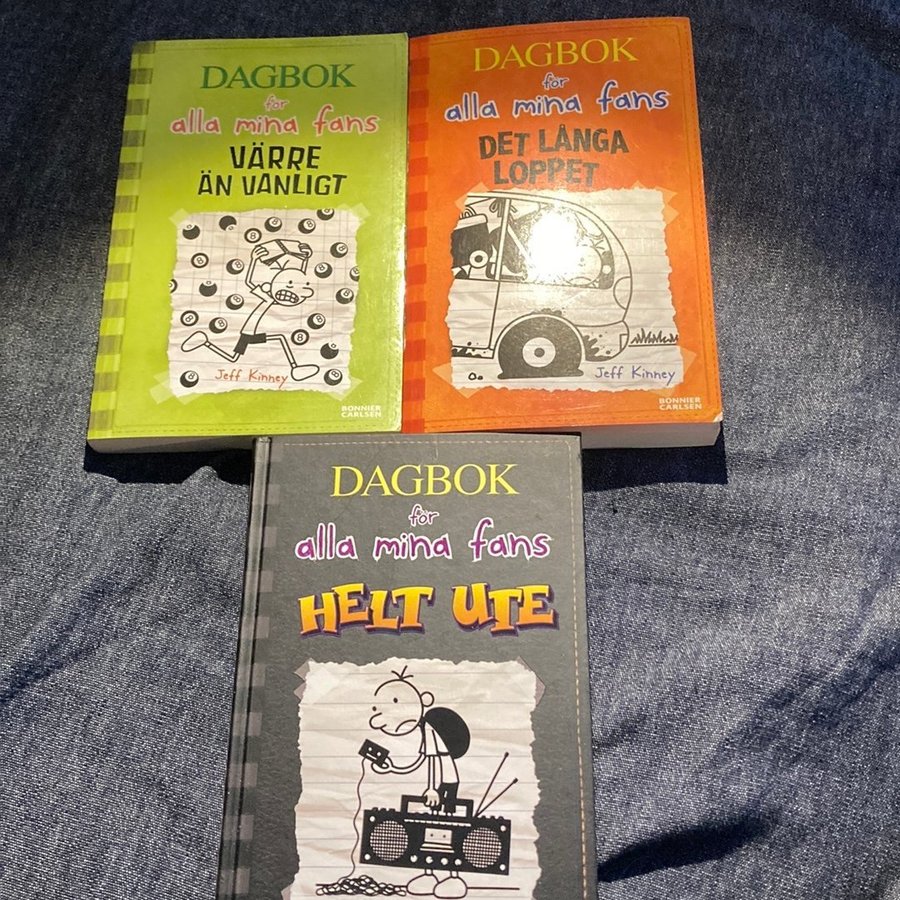 DAGBOK
för
alla mina fans
VÄRRE
ÄN VANLIGT
Jeff Kinney
BONNIER
CARLSEN
DAGBOK
för
alla mina fans
DET LÅNGA
LOPPET
Jeff Kinney
BONNIER
CARLSEN
DAGBOK
för
alla mina fans
HELT UTE